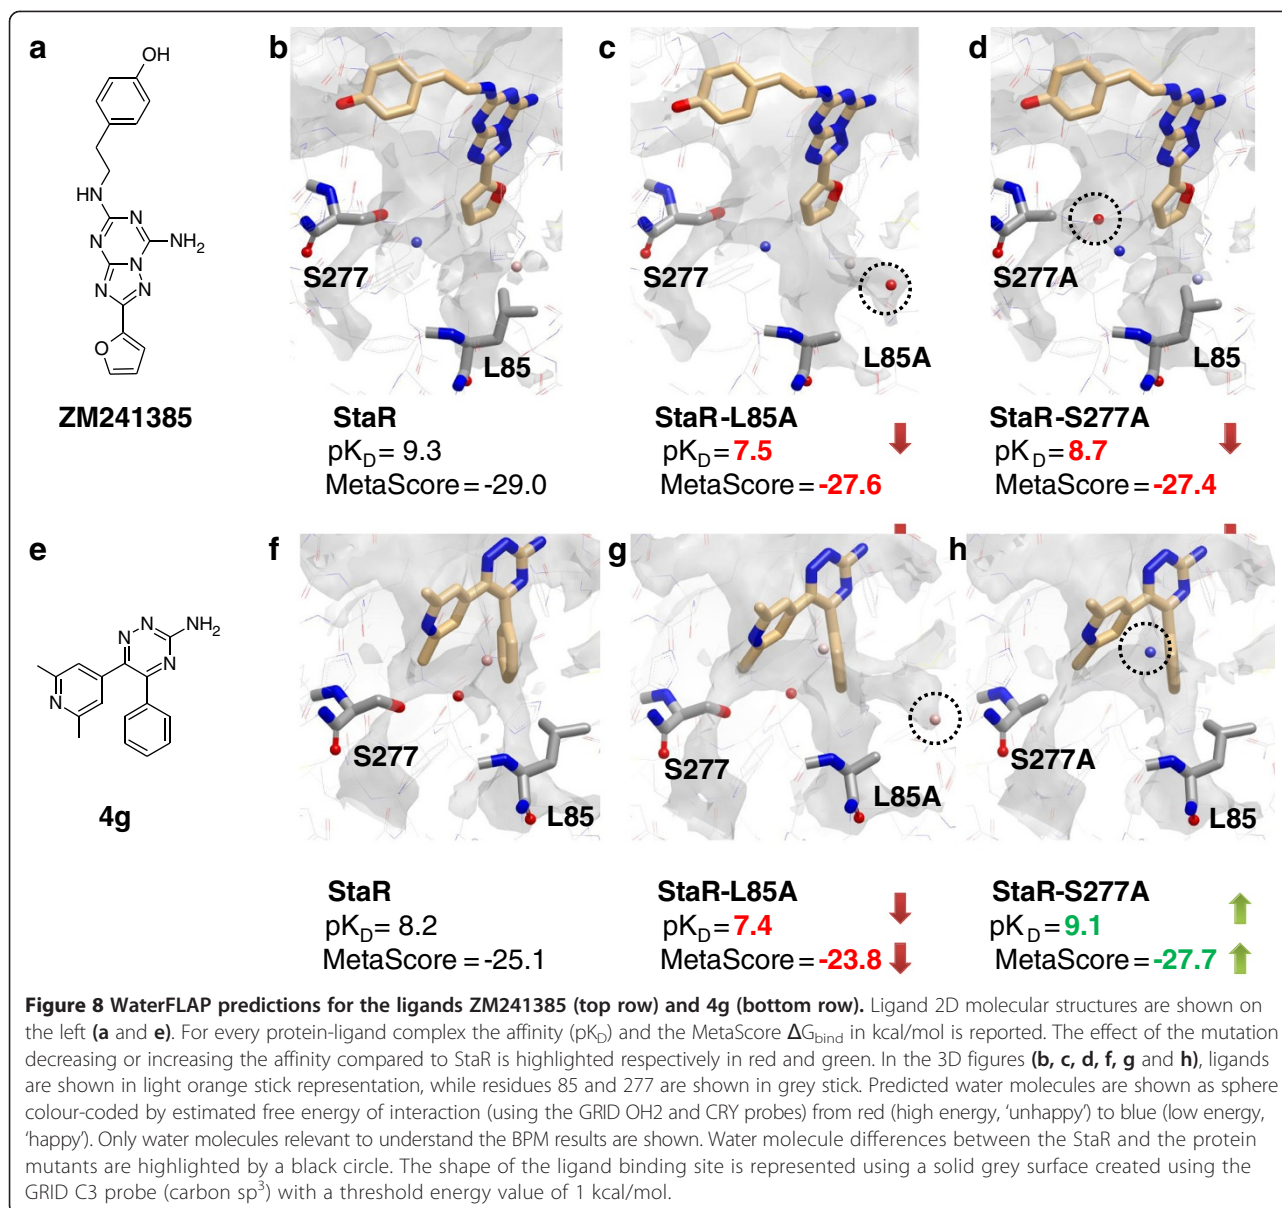 a
b
c
d
OH
HN
N
N
N
N
NH2
N
N
O
ZM241385
S277
L85
S277
L85A
S277A
L85
StaR
pKD = 9.3
MetaScore = -29.0
StaR-L85A
pKD = 7.5
MetaScore = -27.6
StaR-S277A
pKD = 8.7
MetaScore = -27.4
e
f
g
h
N
N
NH2
N
N
4g
S277
L85
S277
L85A
S277A
L85
StaR
pKD = 8.2
MetaScore = -25.1
StaR-L85A
pKD = 7.4
MetaScore = -23.8
StaR-S277A
pKD = 9.1
MetaScore = -27.7
Figure 8 WaterFLAP predictions for the ligands ZM241385 (top row) and 4g (bottom row). Ligand 2D molecular structures are shown on
the left (a and e). For every protein-ligand complex the affinity (pKD) and the MetaScore ΔGbind in kcal/mol is reported. The effect of the mutation
decreasing or increasing the affinity compared to StaR is highlighted respectively in red and green. In the 3D figures (b, c, d, f, g and h), ligands
are shown in light orange stick representation, while residues 85 and 277 are shown in grey stick. Predicted water molecules are shown as sphere
colour-coded by estimated free energy of interaction (using the GRID OH2 and CRY probes) from red (high energy, ‘unhappy’) to blue (low energy,
‘happy’). Only water molecules relevant to understand the BPM results are shown. Water molecule differences between the StaR and the protein
mutants are highlighted by a black circle. The shape of the ligand binding site is represented using a solid grey surface created using the
GRID C3 probe (carbon sp³) with a threshold energy value of 1 kcal/mol.